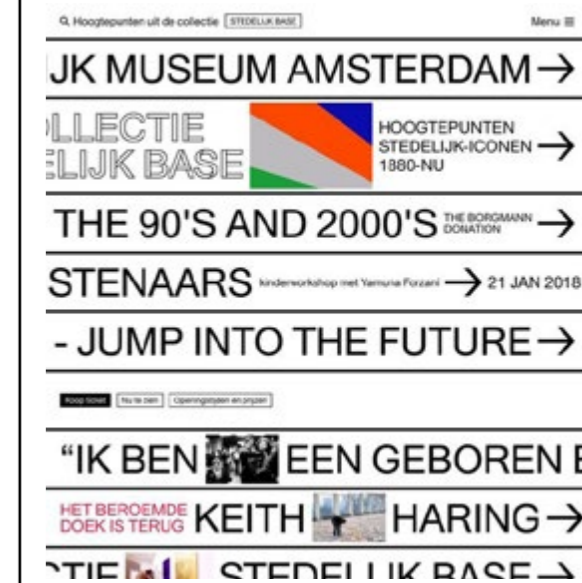 Hoogtepunten uit de collectie STEDELIJK BASE Menu
JK MUSEUM AMSTERDAM →
LLECTIE
ELIJK BASE
HOOGTEPUNTEN
STEDELIJK-ICONEN →
1880-NU
THE 90'S AND 2000'S THE BORGMANN DONATION →
STENAARS kinderworkshop met Yamuna Forzani → 21 JAN 2018
- JUMP INTO THE FUTURE →
Koop ticket Nu te zien Openingstijden en prijzen
“IK BEN EEN GEBOREN E
HET BEROEMDE DOEK IS TERUG KEITH HARING →
CTIE STEDELIJK BASE →